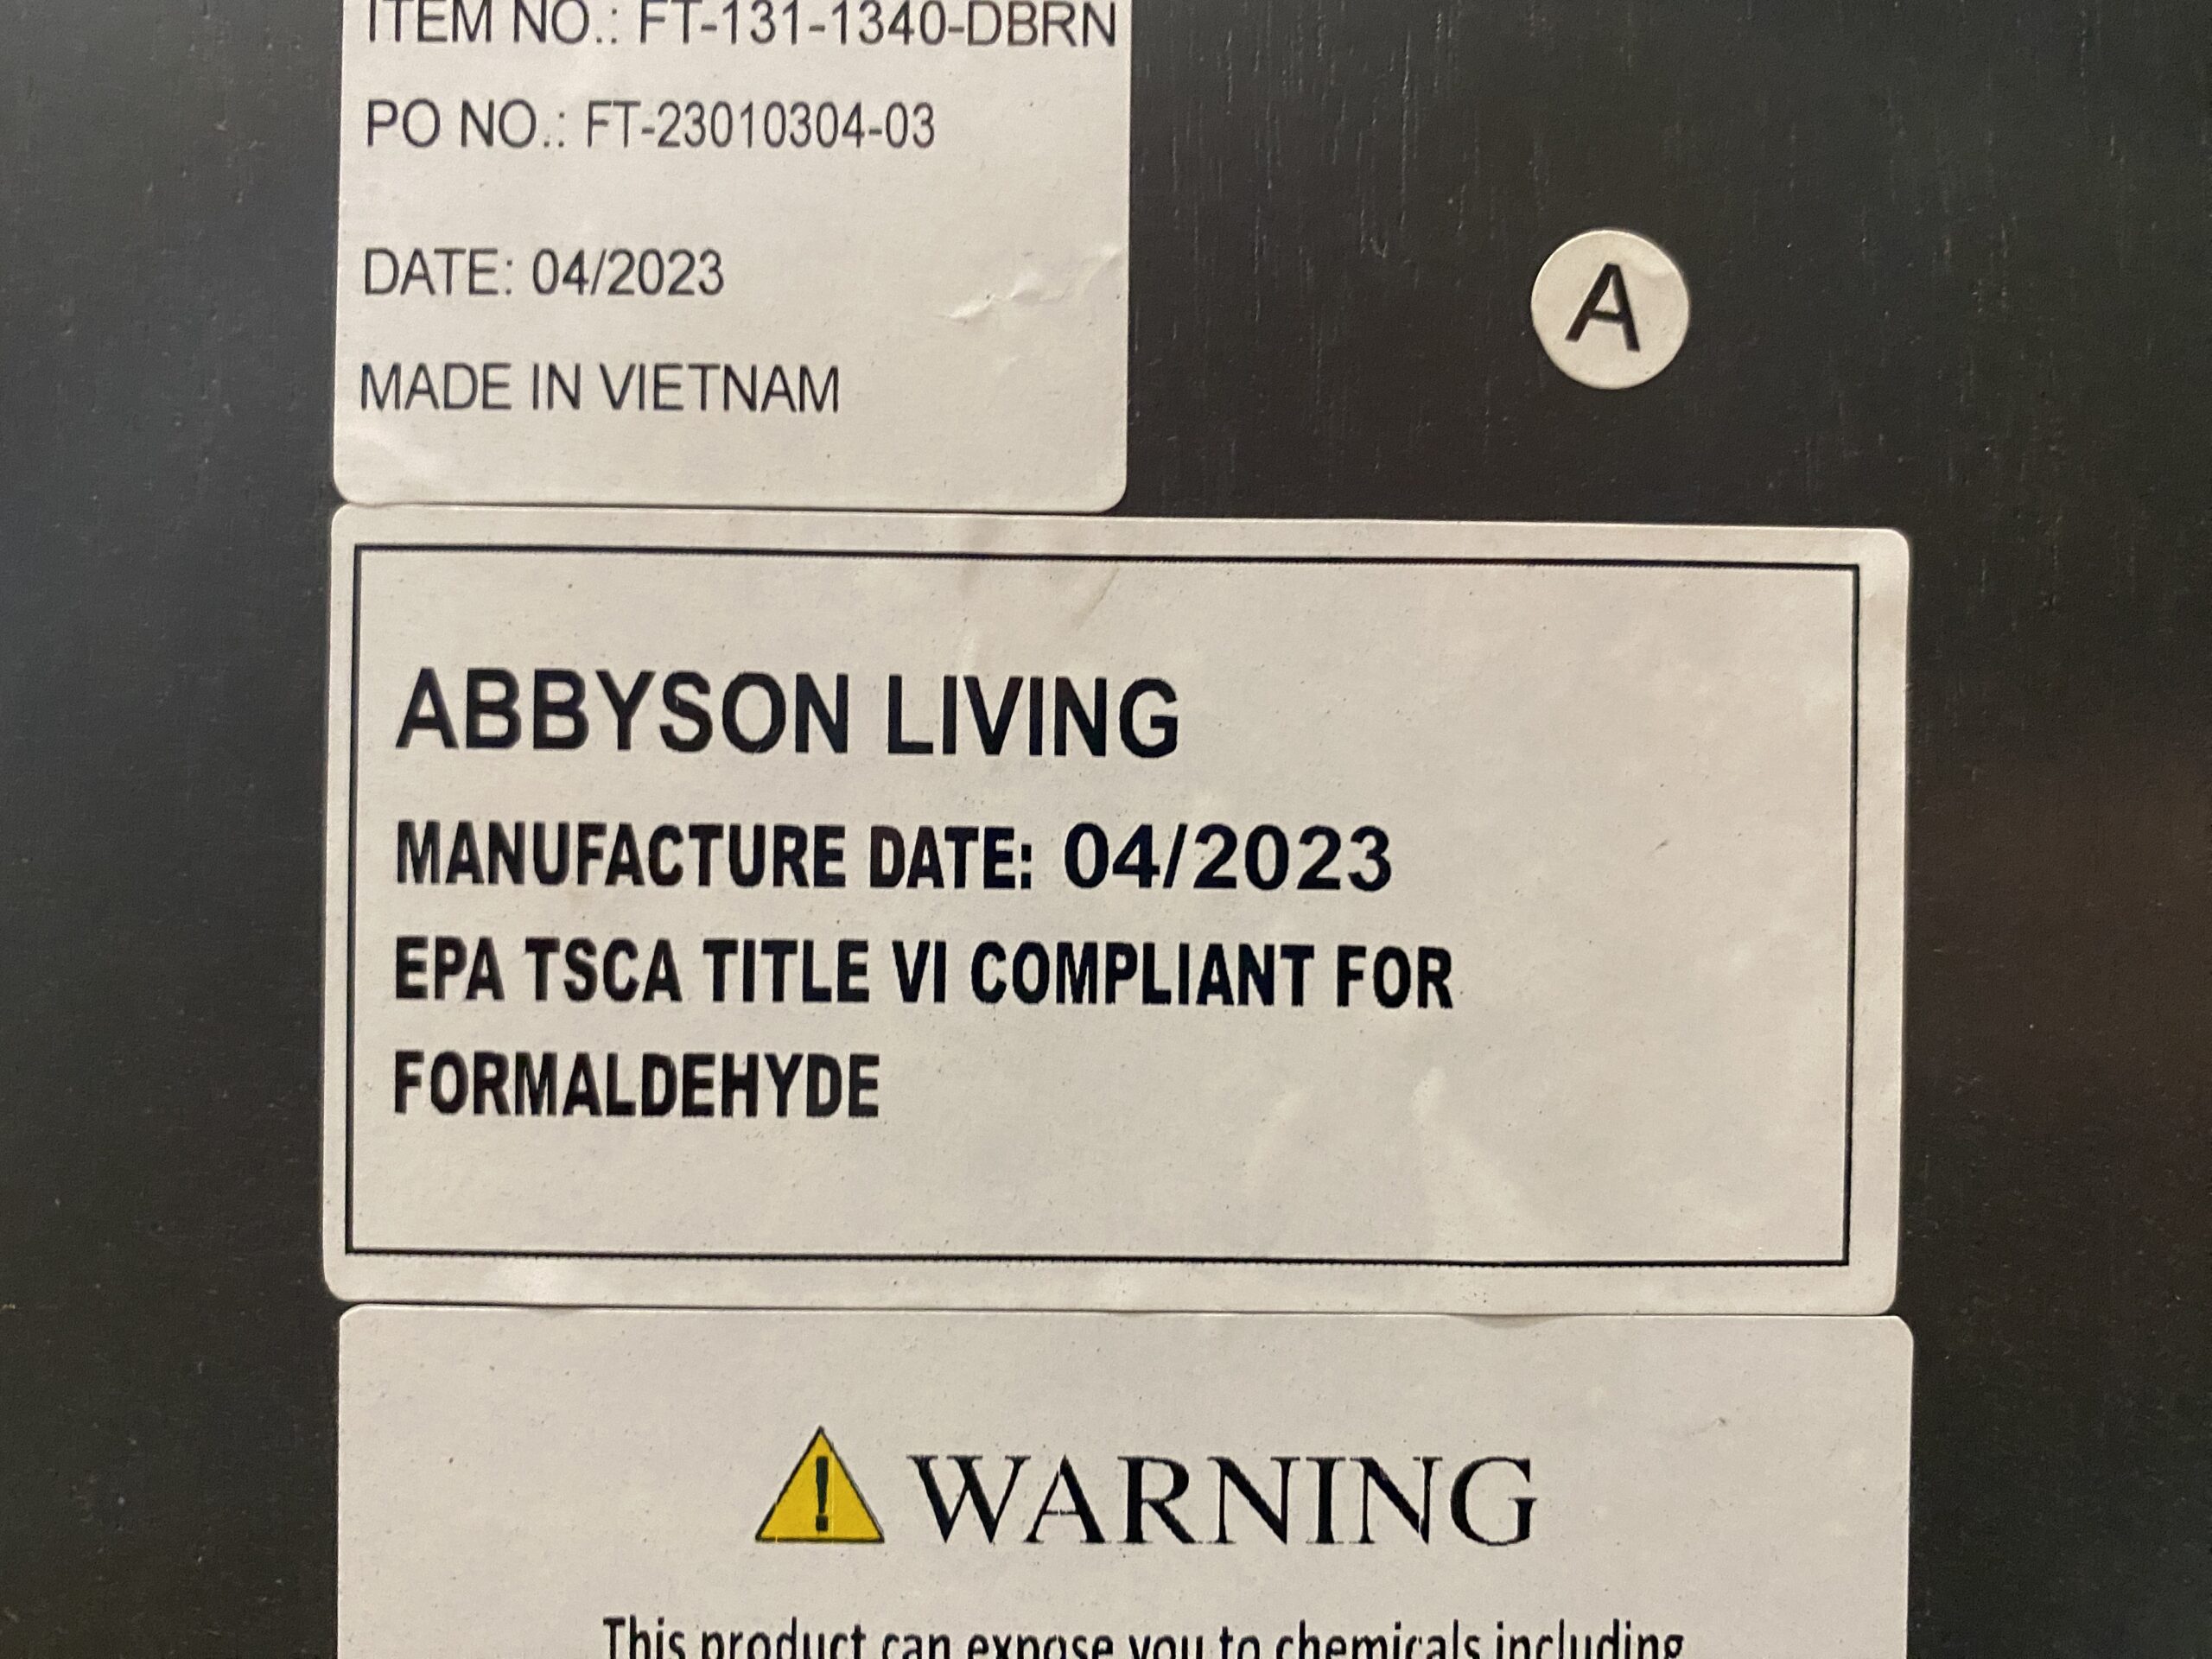 ITEM NO.: FT-131-1340-DBRN
PO NO.: FT-23010304-03
DATE: 04/2023
MADE IN VIETNAM
A
ABBYSON LIVING
MANUFACTURE DATE: 04/2023
EPA TSCA TITLE VI COMPLIANT FOR
FORMALDEHYDE
WARNING
This product can expose you to chemicals including